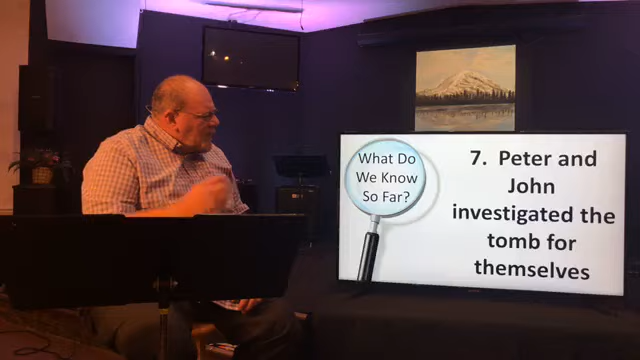 What Do
We Know
So Far?
7. Peter and
John
investigated the
tomb for
themselves